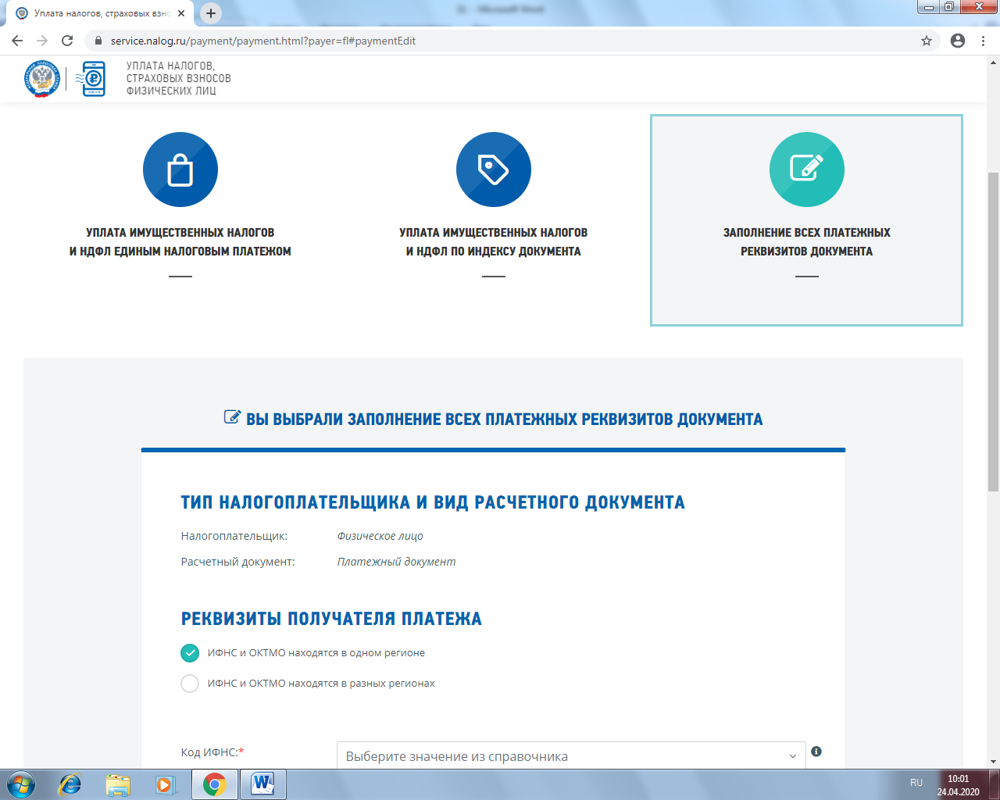 Уплата налогов, страховых взно
service.nalog.ru/payment/payment.html?payer=fl#paymentEdit
УПЛАТА НАЛОГОВ,
СТРАХОВЫХ ВЗНОСОВ
ФИЗИЧЕСКИХ ЛИЦ
УПЛАТА ИМУЩЕСТВЕННЫХ НАЛОГОВ
И НДФЛ ЕДИНЫМ НАЛОГОВЫМ ПЛАТЕЖОМ
УПЛАТА ИМУЩЕСТВЕННЫХ НАЛОГОВ
И НДФЛ ПО ИНДЕКСУ ДОКУМЕНТА
ЗАПОЛНЕНИЕ ВСЕХ ПЛАТЕЖНЫХ
РЕКВИЗИТОВ ДОКУМЕНТА
ВЫ ВЫБРАЛИ ЗАПОЛНЕНИЕ ВСЕХ ПЛАТЕЖНЫХ РЕКВИЗИТОВ ДОКУМЕНТА
ТИП НАЛОГОПЛАТЕЛЬЩИКА И ВИД РАСЧЕТНОГО ДОКУМЕНТА
Налогоплательщик: Физическое лицо
Расчетный документ: Платежный документ
РЕКВИЗИТЫ ПОЛУЧАТЕЛЯ ПЛАТЕЖА
ИФНС и ОКТМО находятся в одном регионе
ИФНС и ОКТМО находятся в разных регионах
Код ИФНС:* Выберите значение из справочника
RU
10:01
24.04.2020